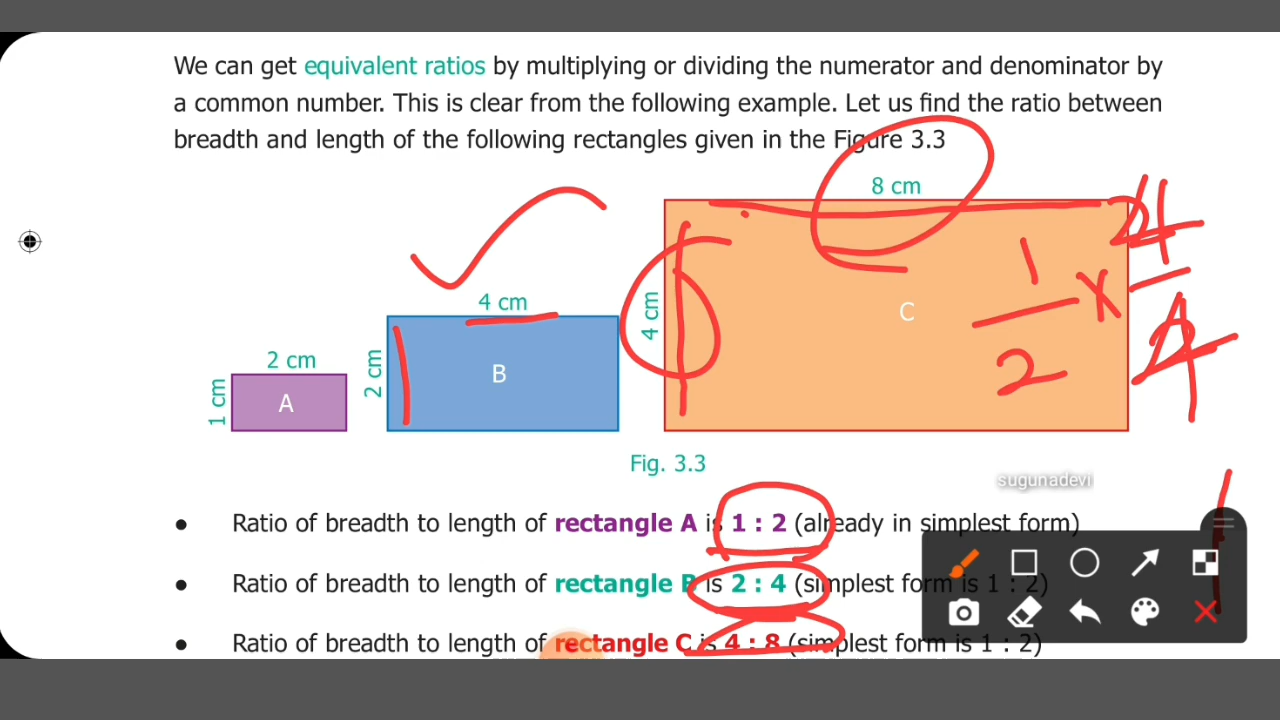 We can get equivalent ratios by multiplying or dividing the numerator and denominator by
a common number. This is clear from the following example. Let us find the ratio between
breadth and length of the following rectangles given in the Figure 3.3
8 cm
4 cm
4 cm
C
1/2 × 4/4
2 cm
2 cm
B
1 cm
A
Fig. 3.3
sugunadevi
• Ratio of breadth to length of rectangle A is 1 : 2 (already in simplest form)
• Ratio of breadth to length of rectangle B is 2 : 4 (simplest form is 1 : 2)
• Ratio of breadth to length of rectangle C is 4 : 8 (simplest form is 1 : 2)